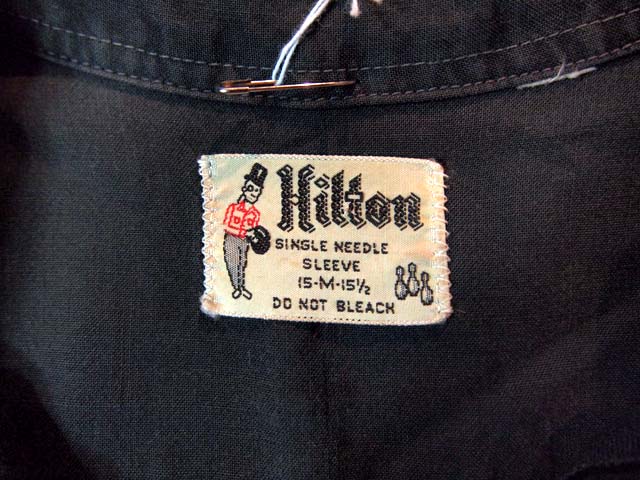 Hilton
SINGLE NEEDLE
SLEEVE
15-M-15½
DO NOT BLEACH